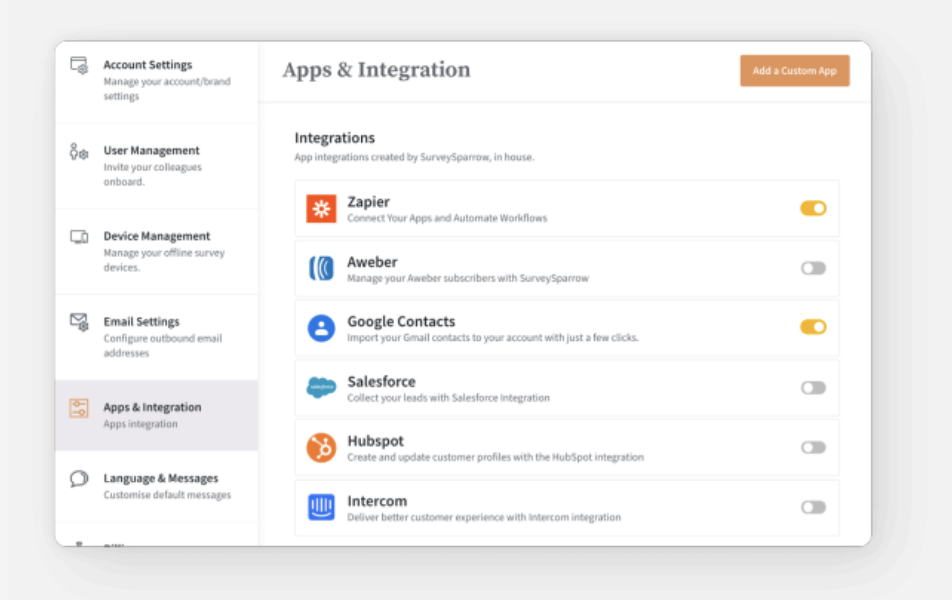 Account Settings
Manage your account/brand
settings
User Management
Invite your colleagues
onboard.
Device Management
Manage your offline survey
devices.
Email Settings
Configure outbound email
addresses
Apps & Integration
Apps integration
Language & Messages
Customise default messages
Apps & Integration
Add a Custom App
Integrations
App integrations created by SurveySparrow, in house.
Zapier
Connect Your Apps and Automate Workflows
Aweber
Manage your Aweber subscribers with SurveySparrow
Google Contacts
Import your Gmail contacts to your account with just a few clicks.
salesforce
Salesforce
Collect your leads with Salesforce Integration
Hubspot
Create and update customer profiles with the HubSpot integration
Intercom
Deliver better customer experience with Intercom integration